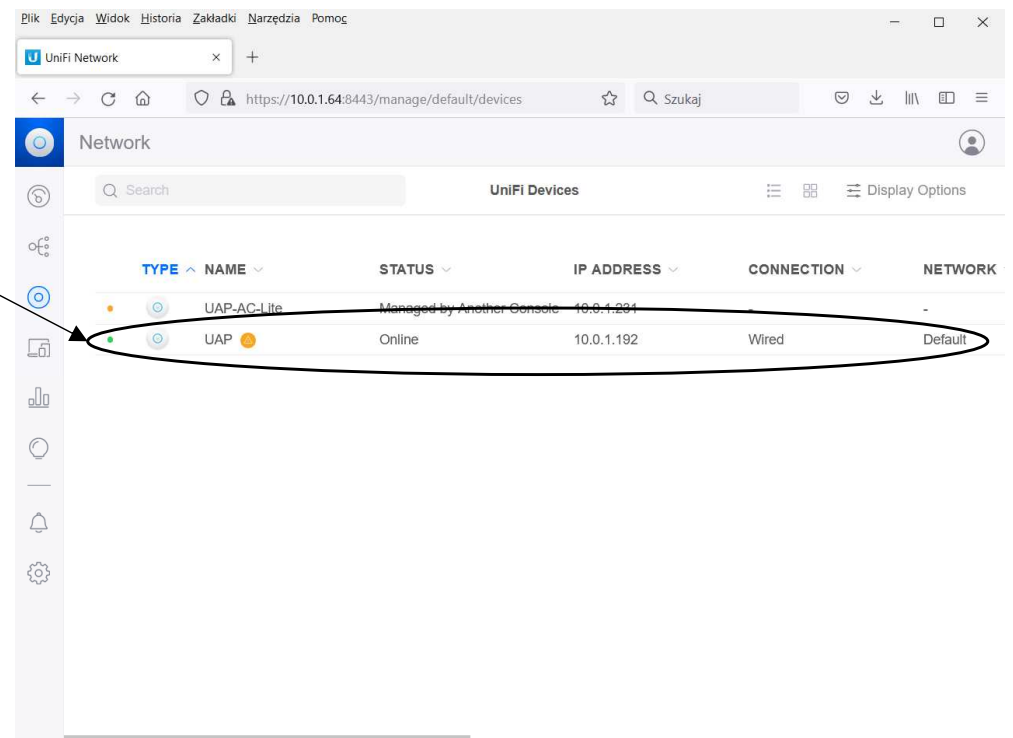 Plik Edycja Widok Historia Zakładki Narzędzia Pomoc
UniFi Network
https://10.0.1.64:8443/manage/default/devices Szukaj
Network
Search UniFi Devices Display Options
TYPE NAME STATUS IP ADDRESS CONNECTION NETWORK
UAP-AC-Lite Managed by Another Console 10.0.1.231 - -
UAP Online 10.0.1.192 Wired Default